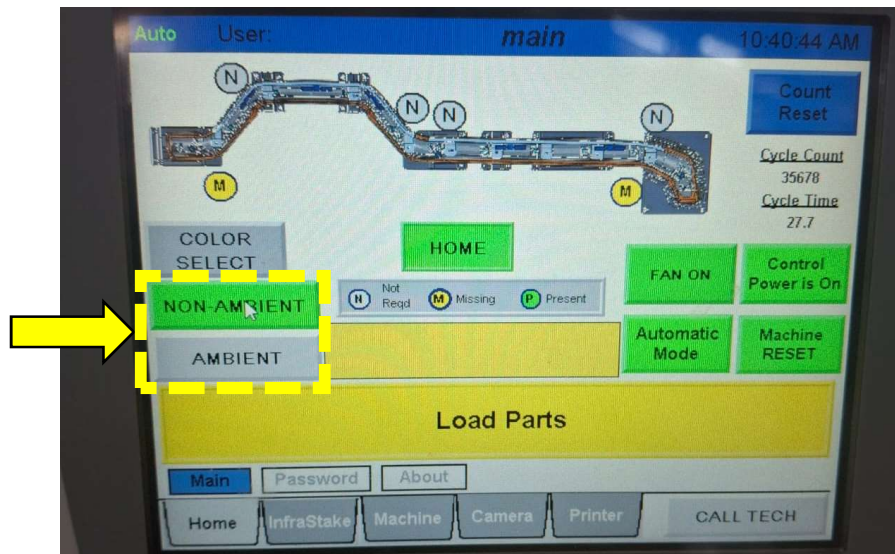 Auto User: main 10:40:44 AM
N
N N N
M M
Count
Reset
Cycle Count
35678
Cycle Time
27.7
COLOR
SELECT
HOME
FAN ON
Control
Power is On
NON-AMBIENT
N Not
Reqd
M Missing
P Present
AMBIENT
Automatic
Mode
Machine
RESET
Load Parts
Main Password About
Home InfraStake Machine Camera Printer CALL TECH